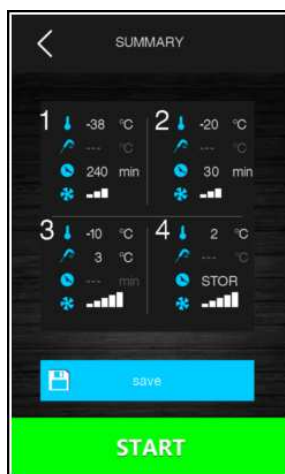 SUMMARY
1 -38 °C 2 -20 °C
--- °C --- °C
240 min 30 min
3 -10 °C 4 2 °C
3 °C --- °C
--- min STOR
save
START